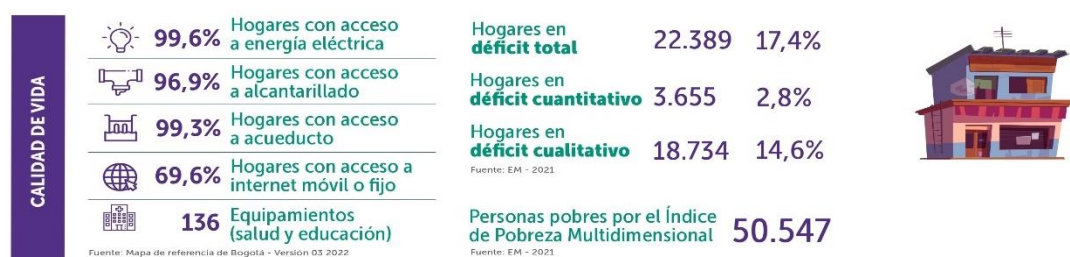 CALIDAD DE VIDA
99,6% Hogares con acceso
a energía eléctrica
96,9% Hogares con acceso
a alcantarillado
99,3% Hogares con acceso
a acueducto
69,6% Hogares con acceso a
internet móvil o fijo
136 Equipamientos
(salud y educación)
Fuente: Mapa de referencia de Bogotá - Versión 03 2022
Hogares en
déficit total 22.389 17,4%
Hogares en
déficit cuantitativo 3.655 2,8%
Hogares en
déficit cualitativo 18.734 14,6%
Fuente: EM - 2021
Personas pobres por el Índice
de Pobreza Multidimensional 50.547
Fuente: EM - 2021